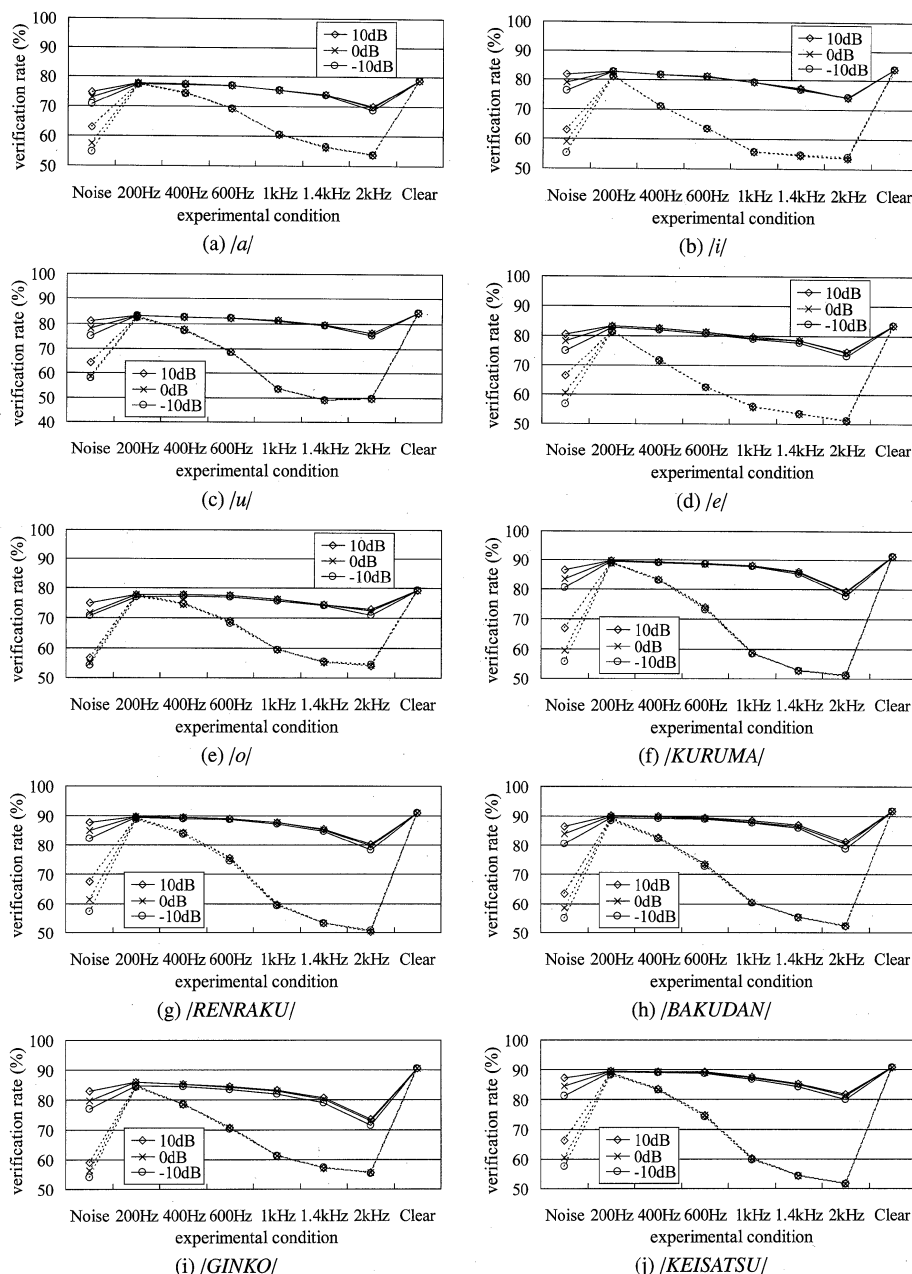 100
90
80
70
60
50
verification rate (%)
10dB
0dB
-10dB
Noise 200Hz 400Hz 600Hz 1kHz 1.4kHz 2kHz Clear
experimental condition
(a) /a/
100
90
80
70
60
50
verification rate (%)
10dB
0dB
-10dB
Noise 200Hz 400Hz 600Hz 1kHz 1.4kHz 2kHz Clear
experimental condition
(b) /i/
100
90
80
70
60
50
40
verification rate (%)
10dB
0dB
-10dB
Noise 200Hz 400Hz 600Hz 1kHz 1.4kHz 2kHz Clear
experimental condition
(c) /u/
100
90
80
70
60
50
verification rate (%)
10dB
0dB
-10dB
Noise 200Hz 400Hz 600Hz 1kHz 1.4kHz 2kHz Clear
experimental condition
(d) /e/
100
90
80
70
60
50
verification rate (%)
10dB
0dB
-10dB
Noise 200Hz 400Hz 600Hz 1kHz 1.4kHz 2kHz Clear
experimental condition
(e) /o/
100
90
80
70
60
50
verification rate (%)
10dB
0dB
-10dB
Noise 200Hz 400Hz 600Hz 1kHz 1.4kHz 2kHz Clear
experimental condition
(f) /KURUMA/
100
90
80
70
60
50
verification rate (%)
10dB
0dB
-10dB
Noise 200Hz 400Hz 600Hz 1kHz 1.4kHz 2kHz Clear
experimental condition
(g) /RENRAKU/
100
90
80
70
60
50
verification rate (%)
10dB
0dB
-10dB
Noise 200Hz 400Hz 600Hz 1kHz 1.4kHz 2kHz Clear
experimental condition
(h) /BAKUDAN/
100
90
80
70
60
50
verification rate (%)
10dB
0dB
-10dB
Noise 200Hz 400Hz 600Hz 1kHz 1.4kHz 2kHz Clear
experimental condition
(i) /GINKO/
100
90
80
70
60
50
verification rate (%)
10dB
0dB
-10dB
Noise 200Hz 400Hz 600Hz 1kHz 1.4kHz 2kHz Clear
experimental condition
(j) /KEISATSU/